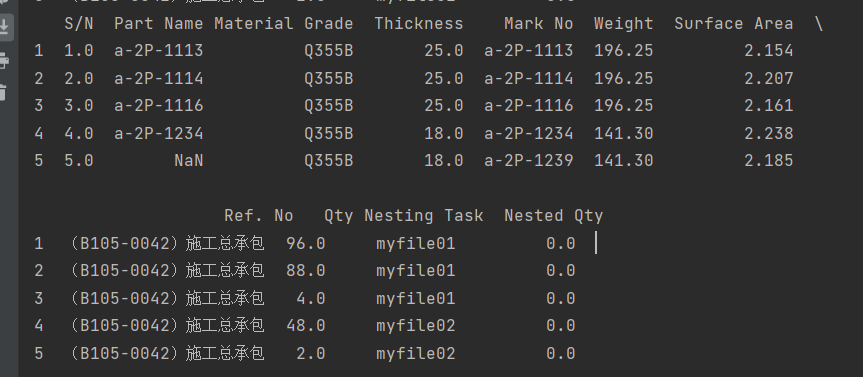 S/N Part Name Material Grade Thickness Mark No Weight Surface Area \
1 1.0 a-2P-1113 Q355B 25.0 a-2P-1113 196.25 2.154
2 2.0 a-2P-1114 Q355B 25.0 a-2P-1114 196.25 2.207
3 3.0 a-2P-1116 Q355B 25.0 a-2P-1116 196.25 2.161
4 4.0 a-2P-1234 Q355B 18.0 a-2P-1234 141.30 2.238
5 5.0 NaN Q355B 18.0 a-2P-1239 141.30 2.185
Ref. No Qty Nesting Task Nested Qty
1 （B105-0042）施工总承包 96.0 myfile01 0.0
2 （B105-0042）施工总承包 88.0 myfile01 0.0
3 （B105-0042）施工总承包 4.0 myfile01 0.0
4 （B105-0042）施工总承包 48.0 myfile02 0.0
5 （B105-0042）施工总承包 2.0 myfile02 0.0